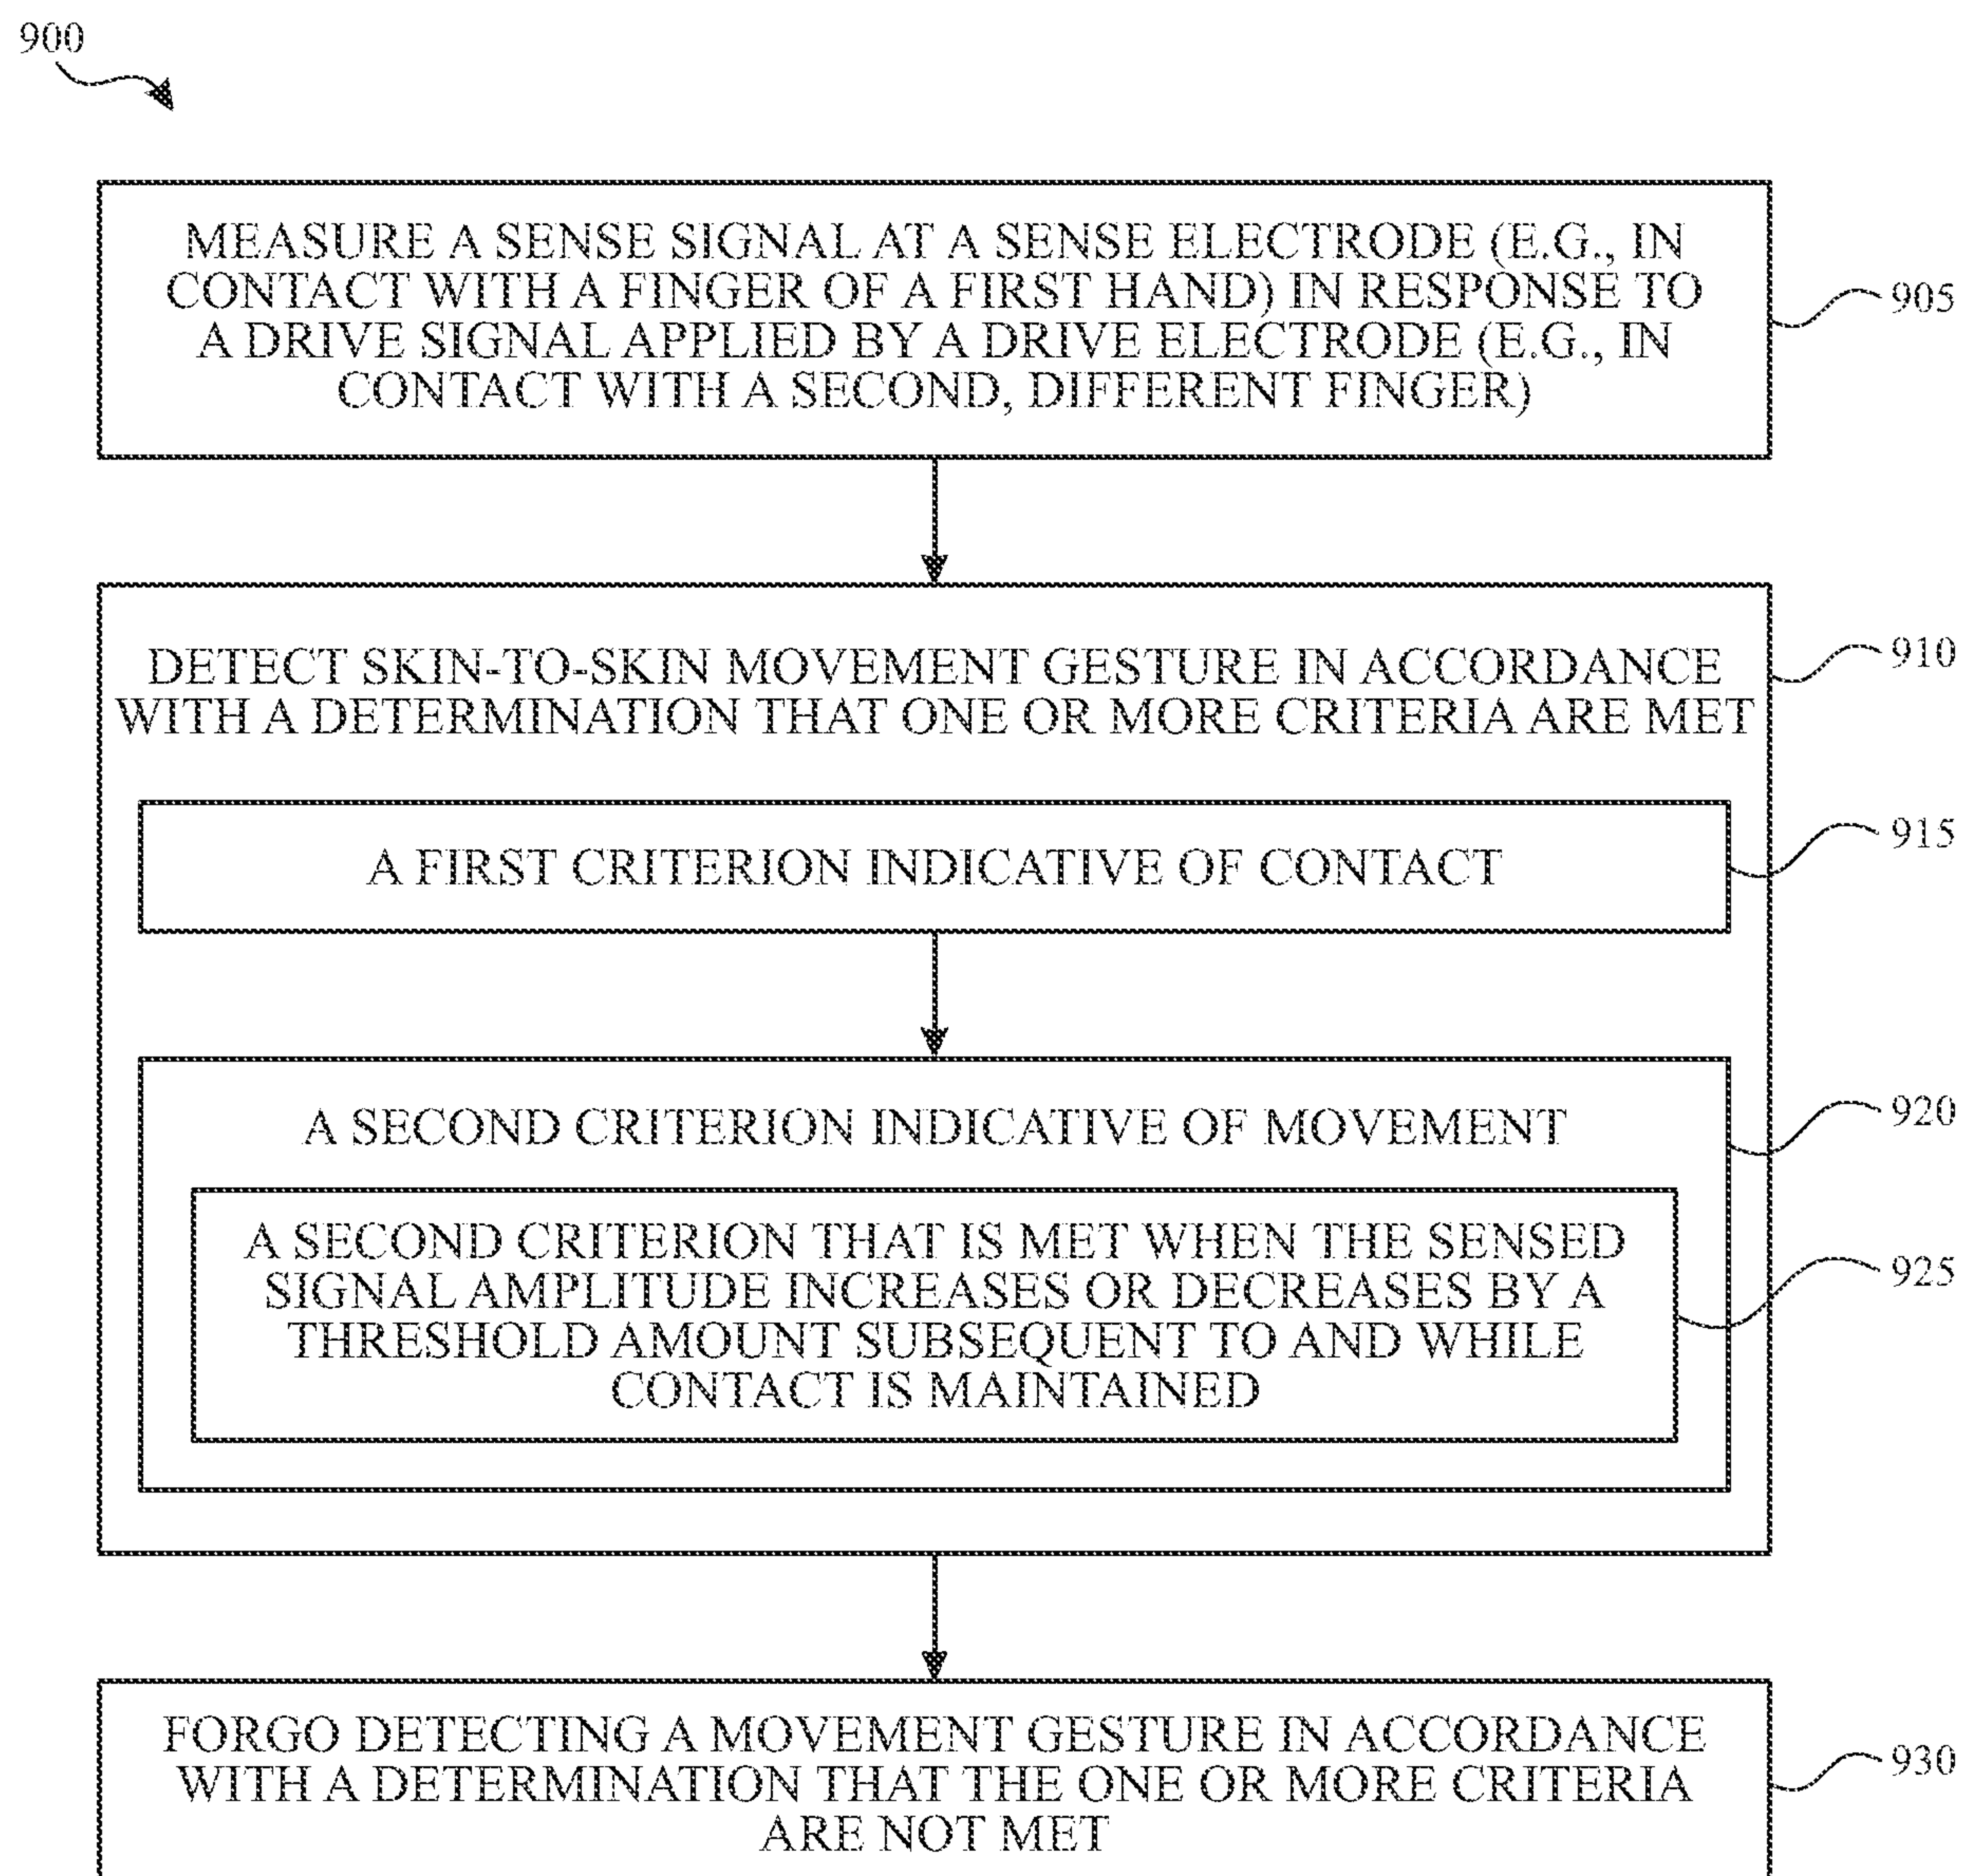 900
MEASURE A SENSE SIGNAL AT A SENSE ELECTRODE (E.G., IN
CONTACT WITH A FINGER OF A FIRST HAND) IN RESPONSE TO
A DRIVE SIGNAL APPLIED BY A DRIVE ELECTRODE (E.G., IN
CONTACT WITH A SECOND, DIFFERENT FINGER)
905
DETECT SKIN-TO-SKIN MOVEMENT GESTURE IN ACCORDANCE
WITH A DETERMINATION THAT ONE OR MORE CRITERIA ARE MET
910
A FIRST CRITERION INDICATIVE OF CONTACT
915
A SECOND CRITERION INDICATIVE OF MOVEMENT
920
A SECOND CRITERION THAT IS MET WHEN THE SENSED
SIGNAL AMPLITUDE INCREASES OR DECREASES BY A
THRESHOLD AMOUNT SUBSEQUENT TO AND WHILE
CONTACT IS MAINTAINED
925
FORGO DETECTING A MOVEMENT GESTURE IN ACCORDANCE
WITH A DETERMINATION THAT THE ONE OR MORE CRITERIA
ARE NOT MET
930